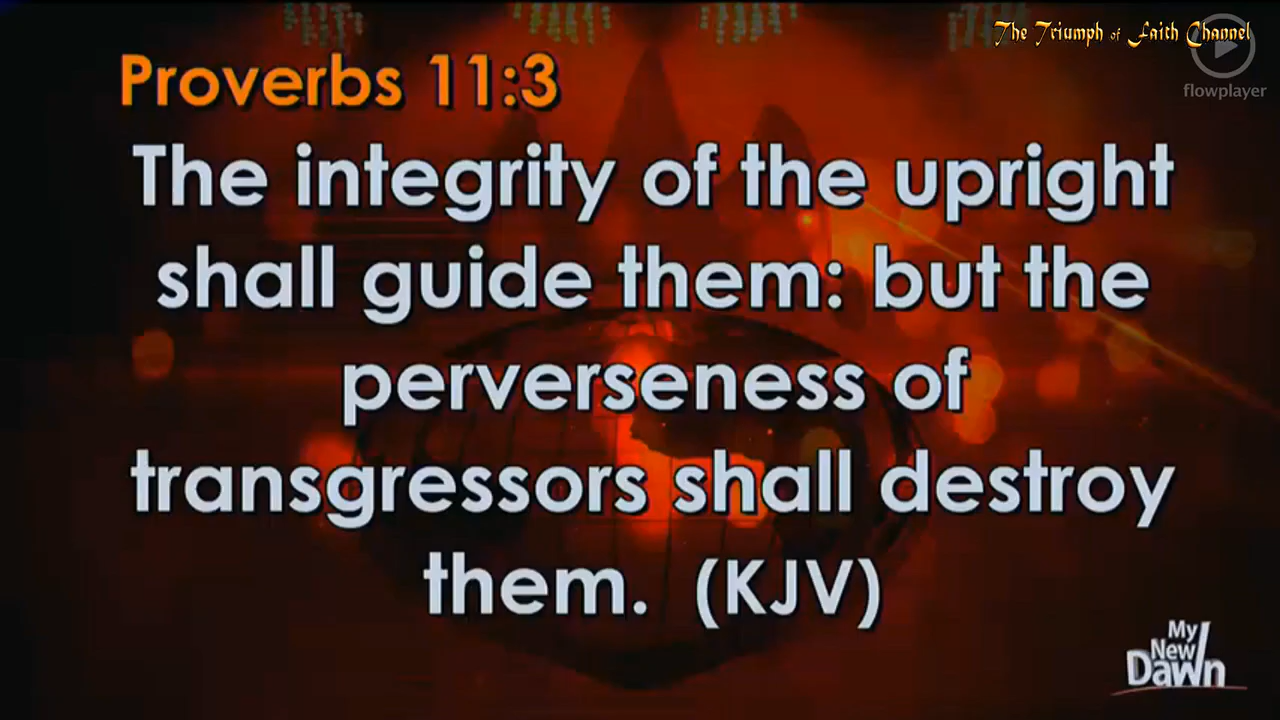 The Triumph of Faith Channel
flowplayer
Proverbs 11:3
The integrity of the upright
shall guide them: but the
perverseness of
transgressors shall destroy
them. (KJV)
My
New
Dawn